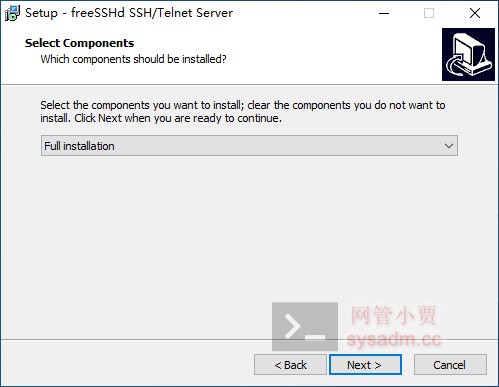 Setup - freeSSHd SSH/Telnet Server
Select Components
Which components should be installed?
Select the components you want to install; clear the components you do not want to
install. Click Next when you are ready to continue.
Full installation
>_ 网管小贾
sysadm.cc
< Back
Next >
Cancel